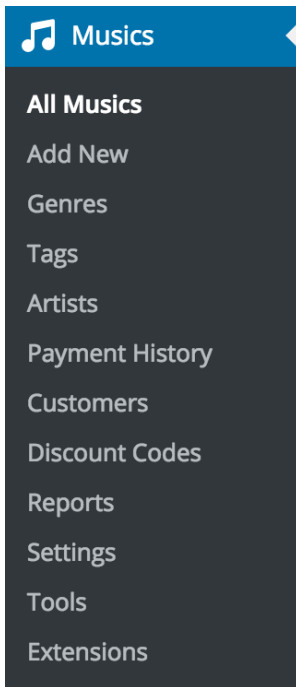 Musics
All Musics
Add New
Genres
Tags
Artists
Payment History
Customers
Discount Codes
Reports
Settings
Tools
Extensions